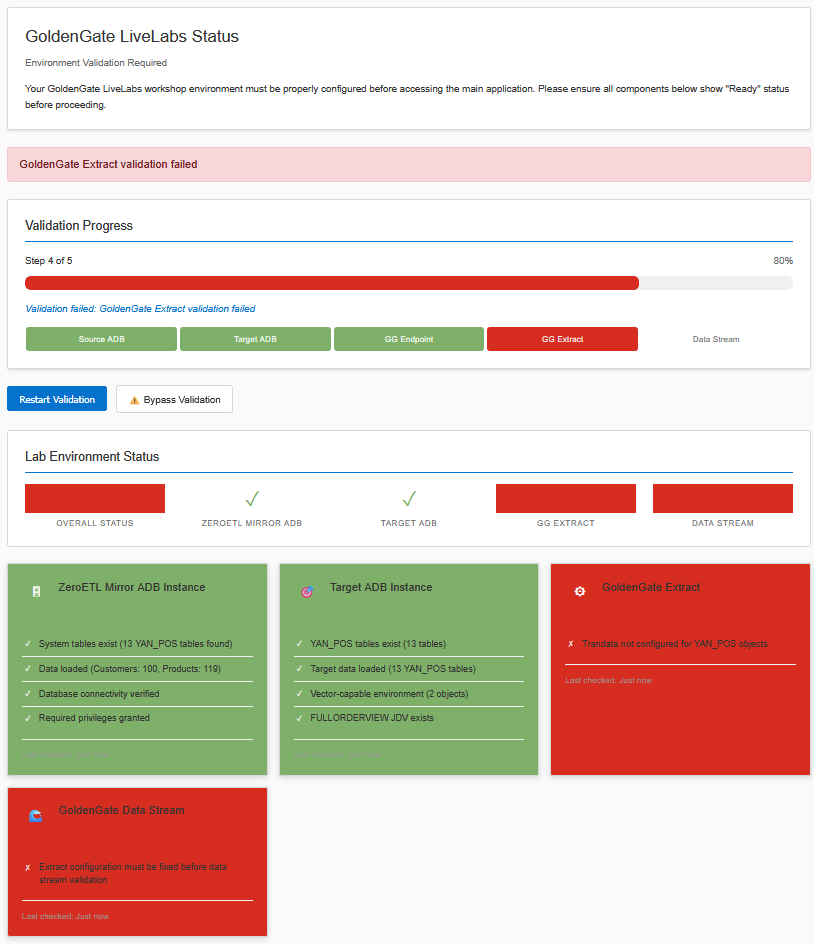 GoldenGate LiveLabs Status
Environment Validation Required
Your GoldenGate LiveLabs workshop environment must be properly configured before accessing the main application. Please ensure all components below show "Ready" status
before proceeding.
GoldenGate Extract validation failed
Validation Progress
Step 4 of 5
80%
Validation failed: GoldenGate Extract validation failed
Source ADB
Target ADB
GG Endpoint
GG Extract
Data Stream
Restart Validation
Bypass Validation
Lab Environment Status
OVERALL STATUS
ZEROETL MIRROR ADB
TARGET ADB
GG EXTRACT
DATA STREAM
ZeroETL Mirror ADB Instance
✓ System tables exist (13 YAN_POS tables found)
✓ Data loaded (Customers: 100, Products: 119)
✓ Database connectivity verified
✓ Required privileges granted
Target ADB Instance
✓ YAN_POS tables exist (13 tables)
✓ Target data loaded (13 YAN_POS tables)
✓ Vector-capable environment (2 objects)
✓ FULLORDERVIEW JDV exists
GoldenGate Extract
✗ Trandata not configured for YAN_POS objects
Last checked: Just now
GoldenGate Data Stream
✗ Extract configuration must be fixed before data
stream validation
Last checked: Just now